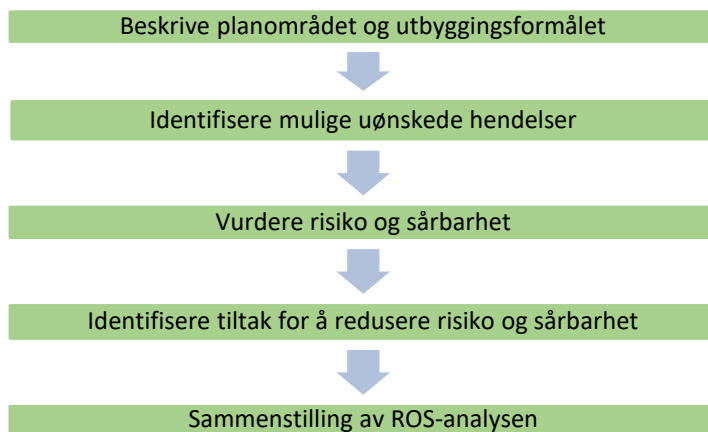 Beskrive planområdet og utbyggingsformålet
Identifisere mulige uønskede hendelser
Vurdere risiko og sårbarhet
Identifisere tiltak for å redusere risiko og sårbarhet
Sammenstilling av ROS-analysen